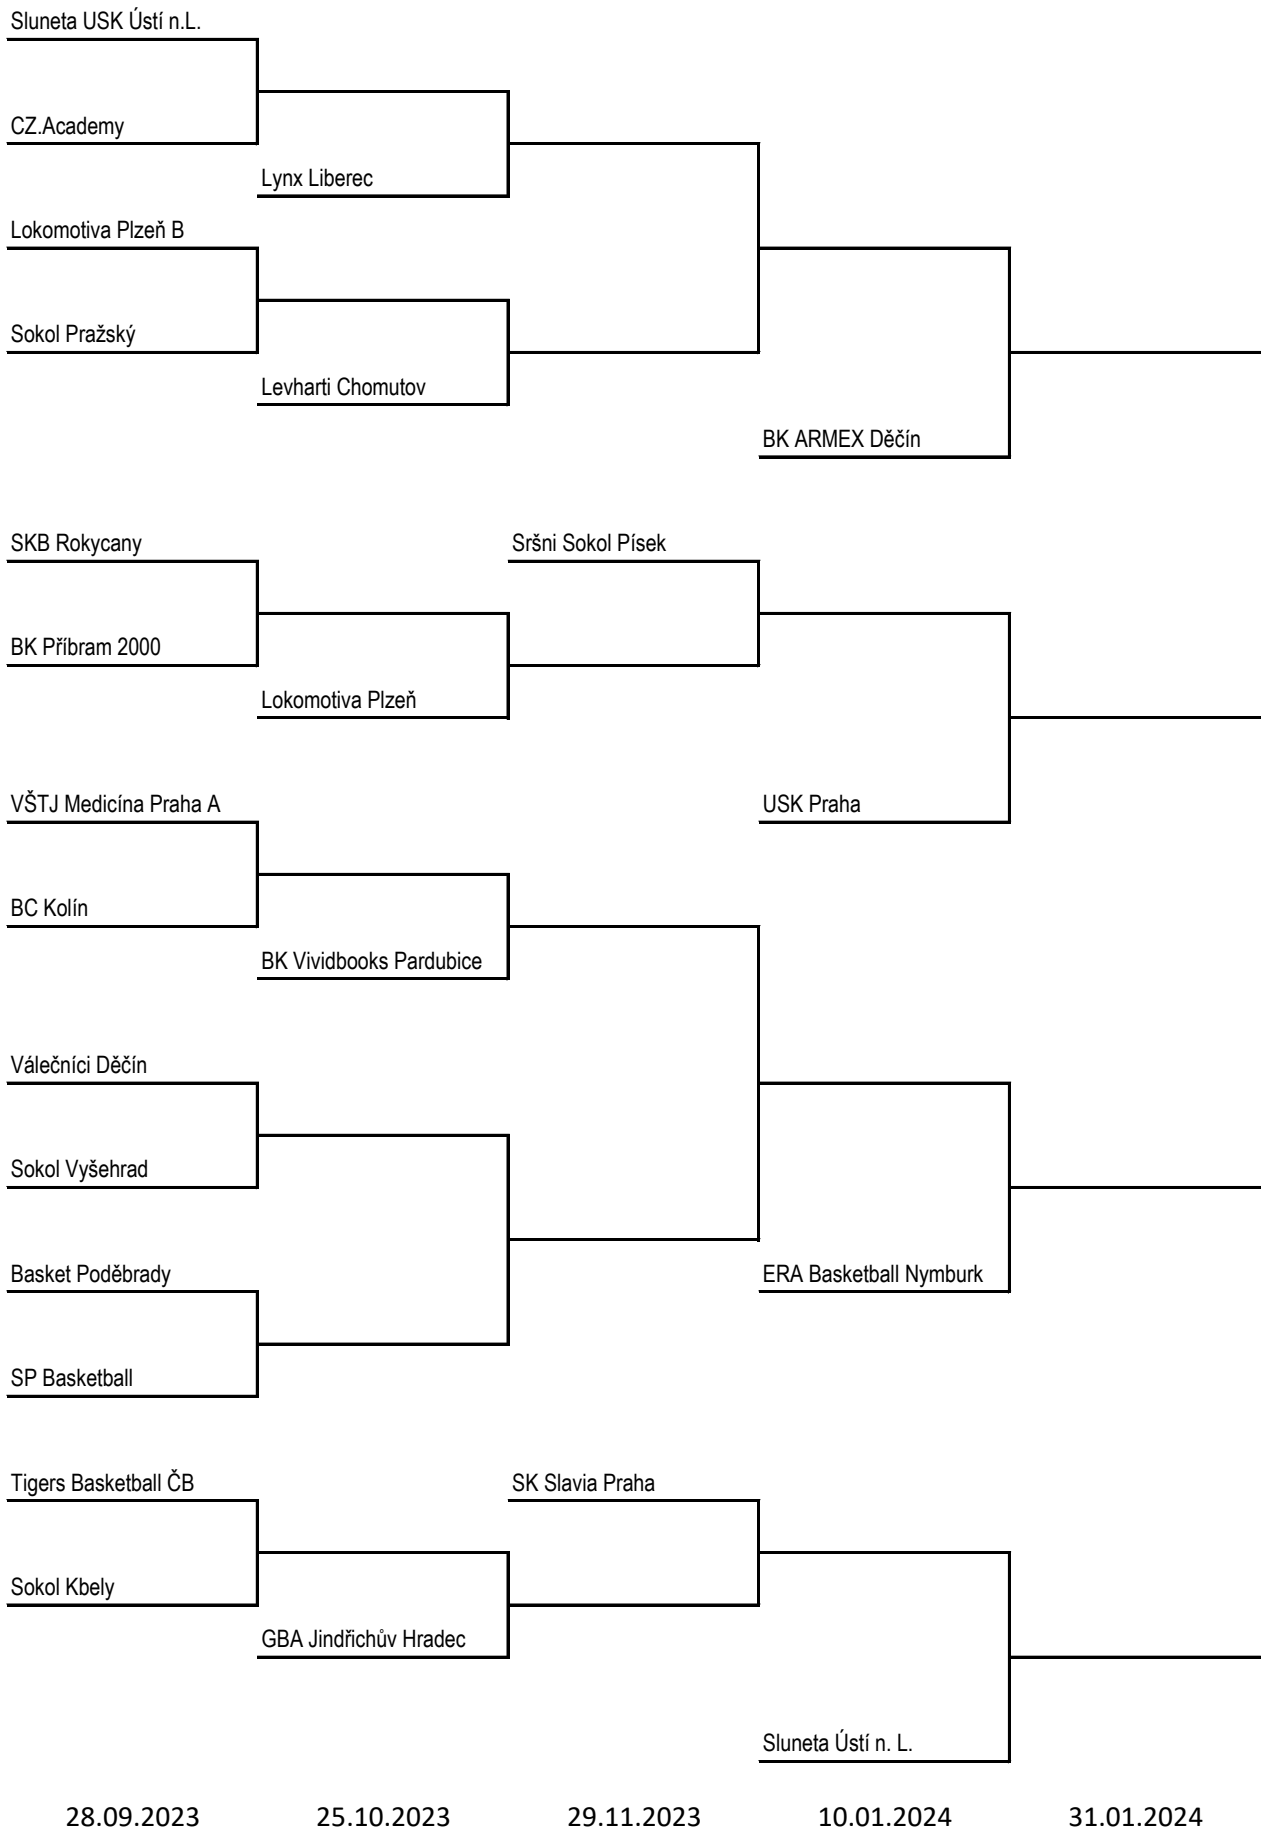 Sluneta USK Ústí n.L.
CZ.Academy
Lynx Liberec
Lokomotiva Plzeň B
Sokol Pražský
Levharti Chomutov
BK ARMEX Děčín
SKB Rokycany
Sršni Sokol Písek
BK Příbram 2000
Lokomotiva Plzeň
VŠTJ Medicína Praha A
USK Praha
BC Kolín
BK Vividbooks Pardubice
Válečníci Děčín
Sokol Vyšehrad
Basket Poděbrady
ERA Basketball Nymburk
SP Basketball
Tigers Basketball ČB
SK Slavia Praha
Sokol Kbely
GBA Jindřichův Hradec
Sluneta Ústí n. L.
28.09.2023 25.10.2023 29.11.2023 10.01.2024 31.01.2024